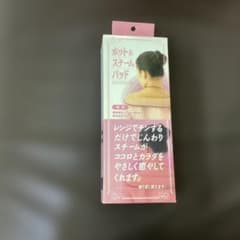 ホット&
スチーム
パッド
レンジでチンする
だけでじんわり
スチームが
ココロとカラダを
やさしく癒やして
くれます。